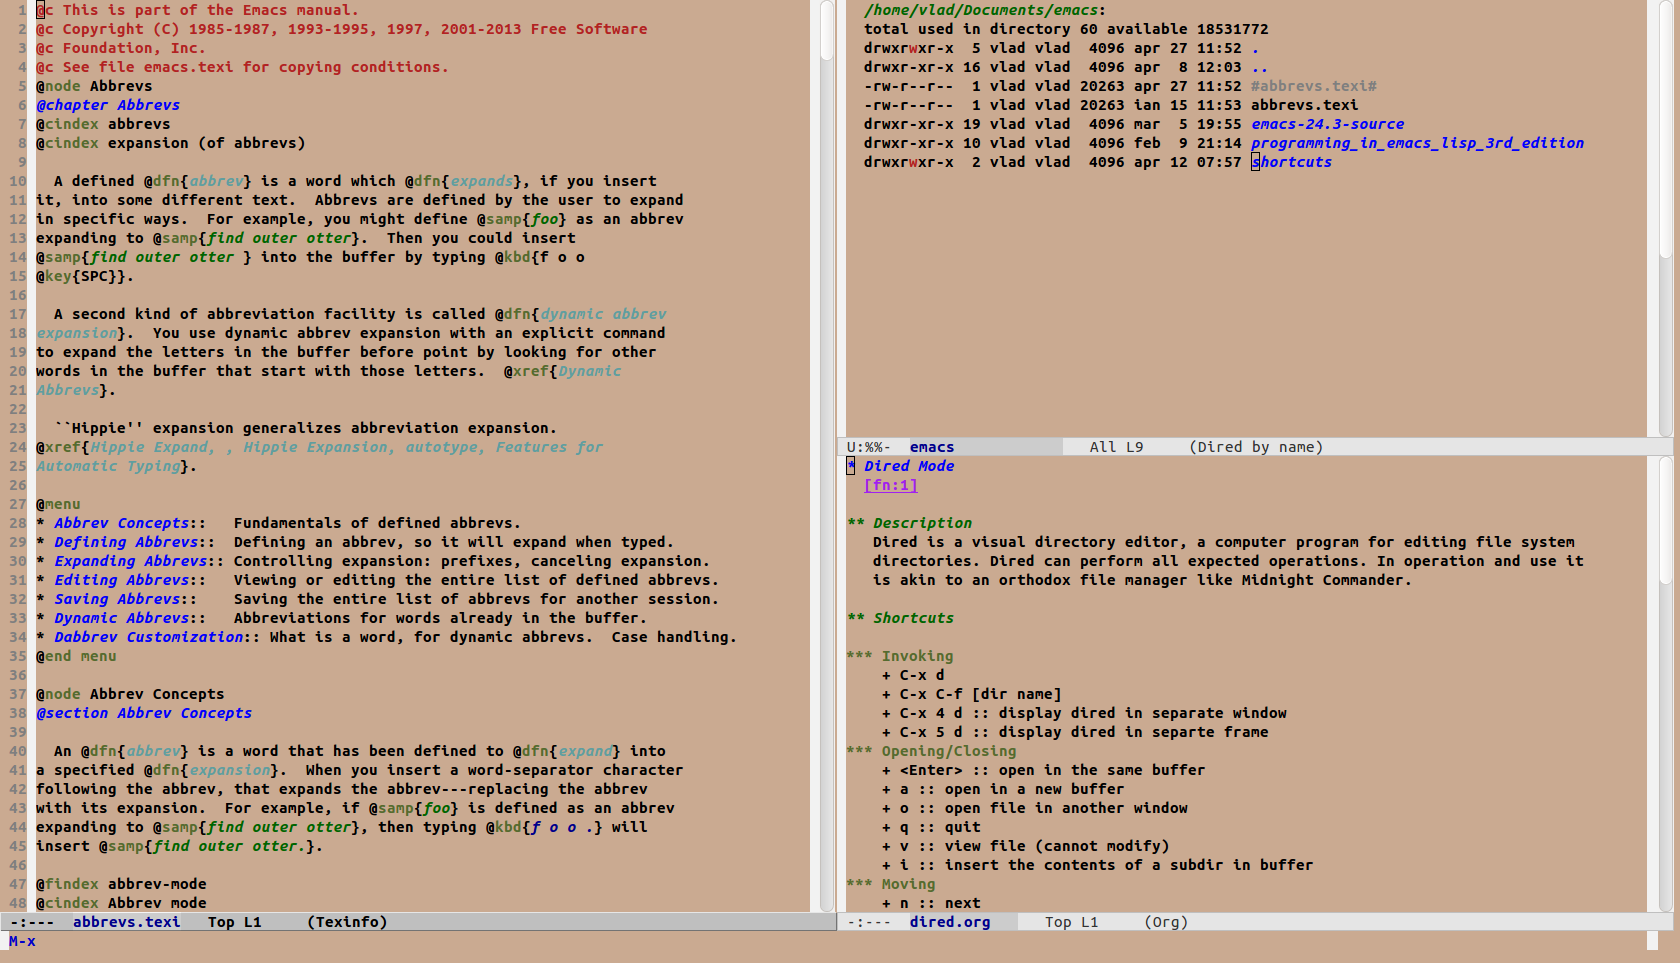 1 @c This is part of the Emacs manual.
2 @c Copyright (C) 1985-1987, 1993-1995, 1997, 2001-2013 Free Software
3 @c Foundation, Inc.
4 @c See file emacs.texi for copying conditions.
5 @node Abbrevs
6 @chapter Abbrevs
7 @cindex abbrevs
8 @cindex expansion (of abbrevs)
9
10   A defined @dfn{abbrev} is a word which @dfn{expands}, if you insert
11 it, into some different text.  Abbrevs are defined by the user to expand
12 in specific ways.  For example, you might define @samp{foo} as an abbrev
13 expanding to @samp{find outer otter}.  Then you could insert
14 @samp{find outer otter } into the buffer by typing @kbd{f o o
15 @key{SPC}}.
16
17   A second kind of abbreviation facility is called @dfn{dynamic abbrev
18 expansion}.  You use dynamic abbrev expansion with an explicit command
19 to expand the letters in the buffer before point by looking for other
20 words in the buffer that start with those letters.  @xref{Dynamic
21 Abbrevs}.
22
23   ``Hippie'' expansion generalizes abbreviation expansion.
24 @xref{Hippie Expand, , Hippie Expansion, autotype, Features for
25 Automatic Typing}.
26
27 @menu
28 * Abbrev Concepts::   Fundamentals of defined abbrevs.
29 * Defining Abbrevs::  Defining an abbrev, so it will expand when typed.
30 * Expanding Abbrevs:: Controlling expansion: prefixes, canceling expansion.
31 * Editing Abbrevs::   Viewing or editing the entire list of defined abbrevs.
32 * Saving Abbrevs::    Saving the entire list of abbrevs for another session.
33 * Dynamic Abbrevs::   Abbreviations for words already in the buffer.
34 * Dabbrev Customization:: What is a word, for dynamic abbrevs.  Case handling.
35 @end menu
36
37 @node Abbrev Concepts
38 @section Abbrev Concepts
39
40   An @dfn{abbrev} is a word that has been defined to @dfn{expand} into
41 a specified @dfn{expansion}.  When you insert a word-separator character
42 following the abbrev, that expands the abbrev---replacing the abbrev
43 with its expansion.  For example, if @samp{foo} is defined as an abbrev
44 expanding to @samp{find outer otter}, then typing @kbd{f o o .} will
45 insert @samp{find outer otter.}.
46
47 @findex abbrev-mode
48 @cindex Abbrev mode
-:---  abbrevs.texi   Top L1     (Texinfo)
M-x
/home/vlad/Documents/emacs:
total used in directory 60 available 18531772
drwxrwxr-x  5 vlad vlad  4096 apr 27 11:52 .
drwxr-xr-x 16 vlad vlad  4096 apr  8 12:03 ..
-rw-r--r--  1 vlad vlad 20263 apr 27 11:52 #abbrevs.texi#
-rw-r--r--  1 vlad vlad 20263 ian 15 11:53 abbrevs.texi
drwxr-xr-x 19 vlad vlad  4096 mar  5 19:55 emacs-24.3-source
drwxr-xr-x 10 vlad vlad  4096 feb  9 21:14 programming_in_emacs_lisp_3rd_edition
drwxrwxr-x  2 vlad vlad  4096 apr 12 07:57 shortcuts
U:%%-  emacs               All L9     (Dired by name)
* Dired Mode
[fn:1]

** Description
Dired is a visual directory editor, a computer program for editing file system
directories. Dired can perform all expected operations. In operation and use it
is akin to an orthodox file manager like Midnight Commander.

** Shortcuts

*** Invoking
+ C-x d
+ C-x C-f [dir name]
+ C-x 4 d :: display dired in separate window
+ C-x 5 d :: display dired in separte frame
*** Opening/Closing
+ <Enter> :: open in the same buffer
+ a :: open in a new buffer
+ o :: open file in another window
+ q :: quit
+ v :: view file (cannot modify)
+ i :: insert the contents of a subdir in buffer
*** Moving
+ n :: next
-:---  dired.org      Top L1     (Org)